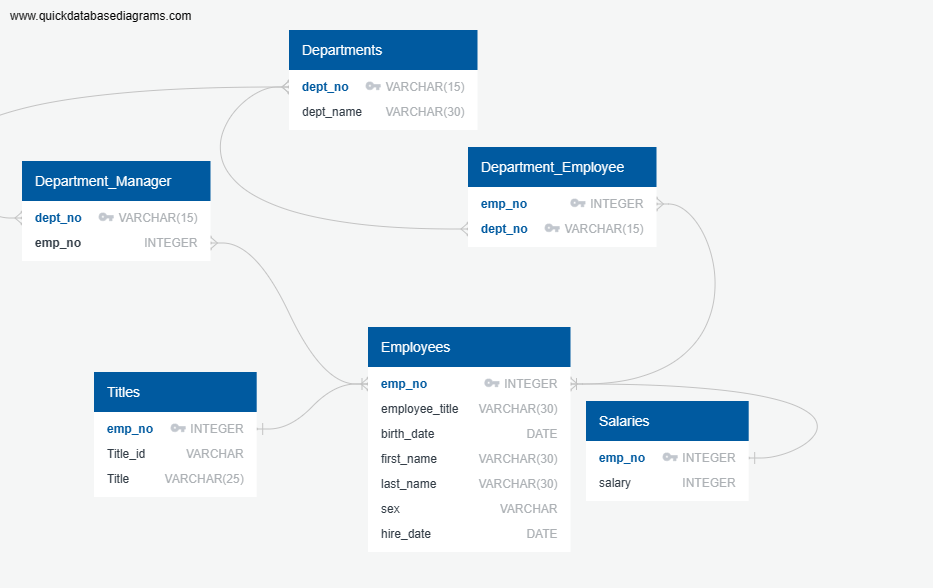 www.quickdatabasediagrams.com
Departments
dept_no VARCHAR(15)
dept_name VARCHAR(30)
Department_Manager
dept_no VARCHAR(15)
emp_no INTEGER
Department_Employee
emp_no INTEGER
dept_no VARCHAR(15)
Employees
emp_no INTEGER
employee_title VARCHAR(30)
birth_date DATE
first_name VARCHAR(30)
last_name VARCHAR(30)
sex VARCHAR
hire_date DATE
Titles
emp_no INTEGER
Title_id VARCHAR
Title VARCHAR(25)
Salaries
emp_no INTEGER
salary INTEGER